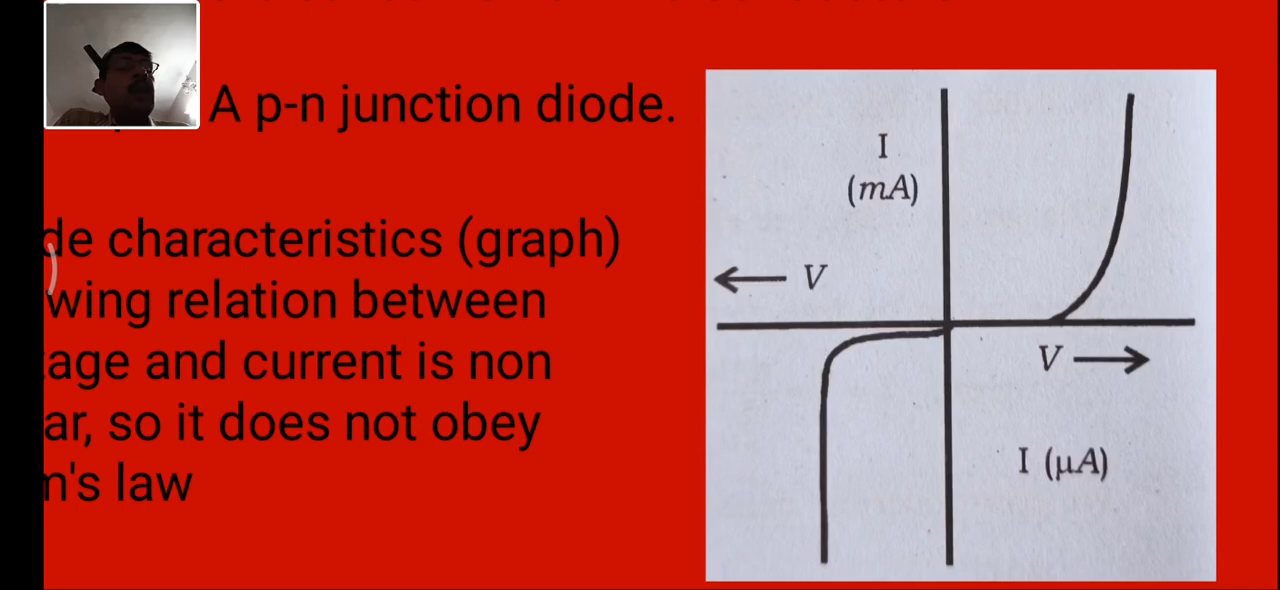 A p-n junction diode.
de characteristics (graph)
wing relation between
age and current is non
ar, so it does not obey
's law
I
(mA)
V
V
I (μA)